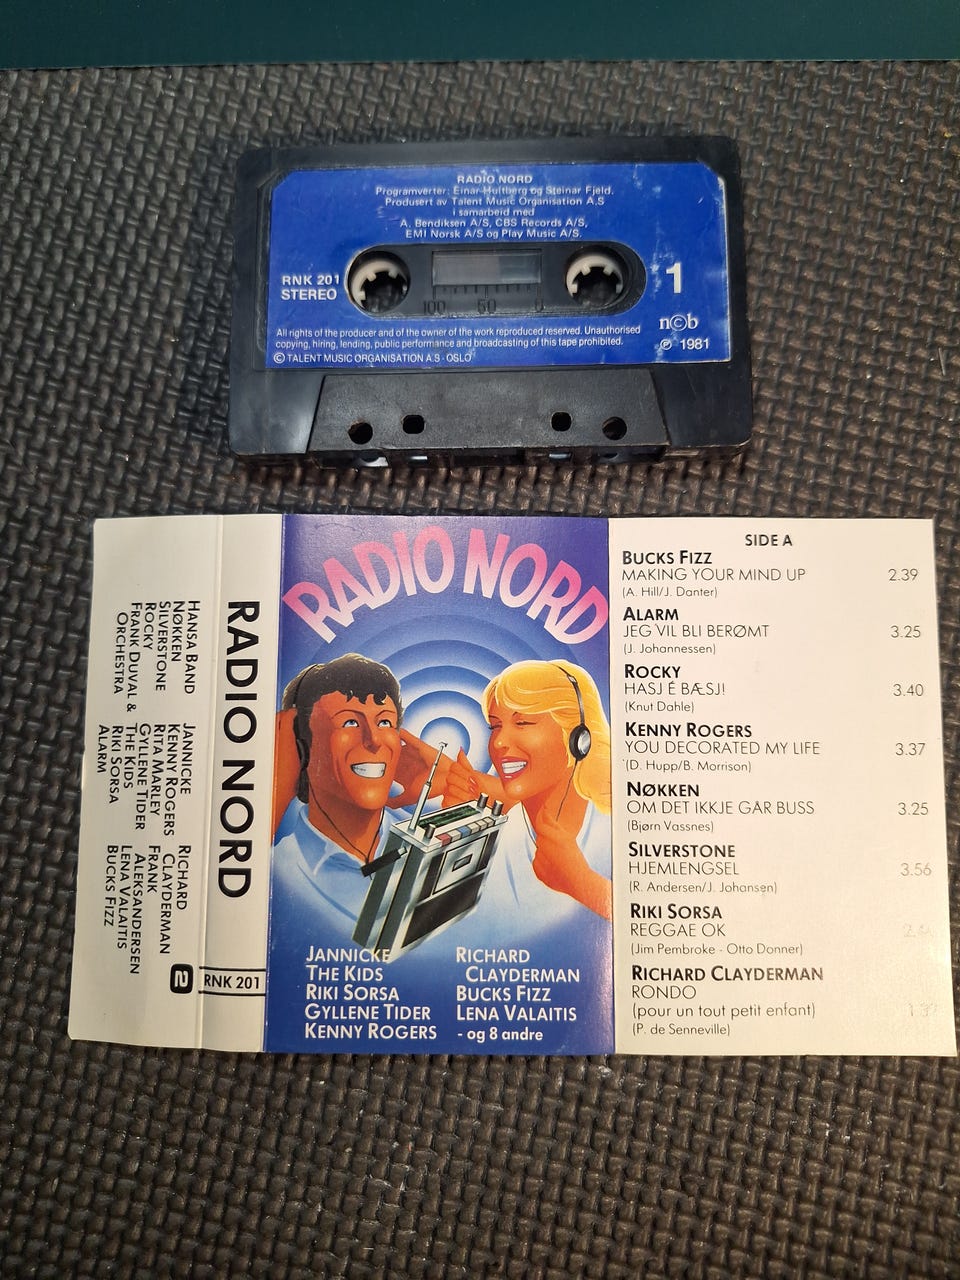 RADIO NORD
Programverter: Einar Hultberg og Steinar Fjeld.
Produsert av Talent Music Organisation A.S
i samarbeid med
A. Bendiksen A/S, CBS Records A/S,
EMI Norsk A/S og Play Music A/S.
RNK 201
STEREO
1
100 50 0
n©b
℗ 1981
All rights of the producer and of the owner of the work reproduced reserved. Unauthorised
copying, hiring, lending, public performance and broadcasting of this tape prohibited.
© TALENT MUSIC ORGANISATION A.S - OSLO
HANSA BAND
NØKKEN
SILVERSTONE
ROCKY
FRANK DUVAL &
ORCHESTRA
JANNICKE
KENNY ROGERS
RITA MARLEY
GYLLENE TIDER
THE KIDS
RIKI SORSA
ALARM
RICHARD
CLAYDERMAN
FRANK
ALEKSANDERSEN
LENA VALAITIS
BUCKS FIZZ
RADIO NORD
RNK 201
RADIO NORD
JANNICKE
THE KIDS
RIKI SORSA
GYLLENE TIDER
KENNY ROGERS
RICHARD
CLAYDERMAN
BUCKS FIZZ
LENA VALAITIS
- og 8 andre
SIDE A
BUCKS FIZZ
MAKING YOUR MIND UP 2.39
(A. Hill/J. Danter)
ALARM
JEG VIL BLI BERØMT 3.25
(J. Johannessen)
ROCKY
HASJ É BÆSJ! 3.40
(Knut Dahle)
KENNY ROGERS
YOU DECORATED MY LIFE 3.37
(D. Hupp/B. Morrison)
NØKKEN
OM DET IKKJE GÅR BUSS 3.25
(Bjørn Vassnes)
SILVERSTONE
HJEMLENGSEL 3.56
(R. Andersen/J. Johansen)
RIKI SORSA
REGGAE OK
(Jim Pembroke - Otto Donner)
RICHARD CLAYDERMAN
RONDO
(pour un tout petit enfant)
(P. de Senneville)